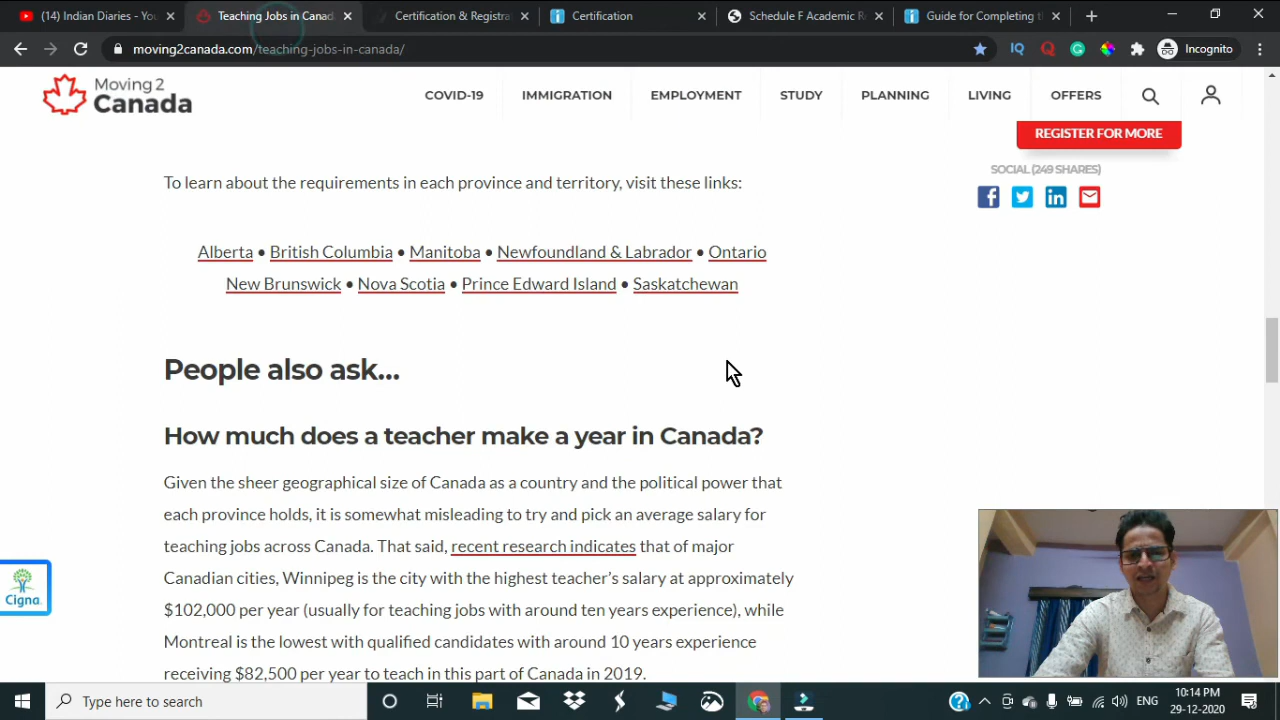 (14) Indian Diaries - Yo
Teaching Jobs in Canad
Certification & Registra
Certification
Schedule F Academic R
Guide for Completing t
moving2canada.com/teaching-jobs-in-canada/
Incognito
Moving 2
Canada
COVID-19
IMMIGRATION
EMPLOYMENT
STUDY
PLANNING
LIVING
OFFERS
REGISTER FOR MORE
SOCIAL (249 SHARES)
To learn about the requirements in each province and territory, visit these links:
Alberta • British Columbia • Manitoba • Newfoundland & Labrador • Ontario
New Brunswick • Nova Scotia • Prince Edward Island • Saskatchewan
People also ask...
How much does a teacher make a year in Canada?
Given the sheer geographical size of Canada as a country and the political power that
each province holds, it is somewhat misleading to try and pick an average salary for
teaching jobs across Canada. That said, recent research indicates that of major
Canadian cities, Winnipeg is the city with the highest teacher's salary at approximately
$102,000 per year (usually for teaching jobs with around ten years experience), while
Montreal is the lowest with qualified candidates with around 10 years experience
receiving $82,500 per year to teach in this part of Canada in 2019.
Cigna
Type here to search
ENG
10:14 PM
29-12-2020